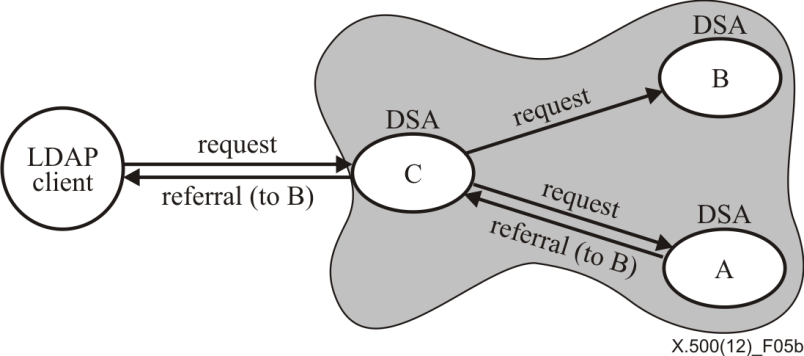 DSA
B
request
DSA
C
request
LDAP
client
referral (to B)
request
DSA
referral (to B)
A
X.500(12)_F05b